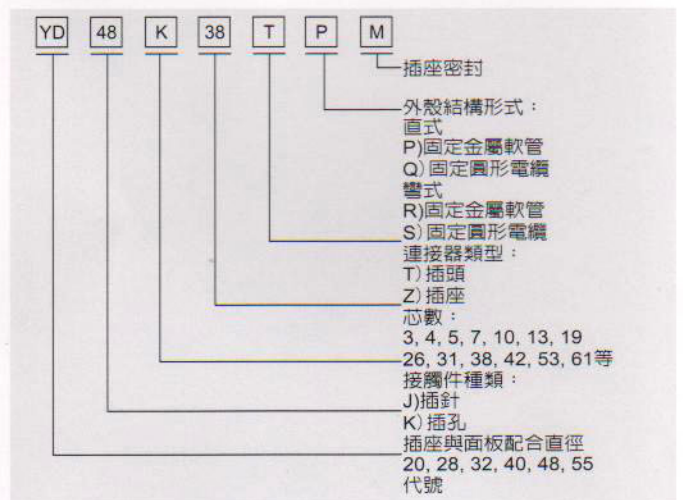 YD 48 K 38 T P M
插座密封
外殼結構形式：
直式
P)固定金屬軟管
Q)固定圓形電纜
彎式
R)固定金屬軟管
S)固定圓形電纜
連接器類型：
T)插頭
Z)插座
芯數：
3, 4, 5, 7, 10, 13, 19
26, 31, 38, 42, 53, 61等
接觸件種類：
J)插針
K)插孔
插座與面板配合直徑
20, 28, 32, 40, 48, 55
代號